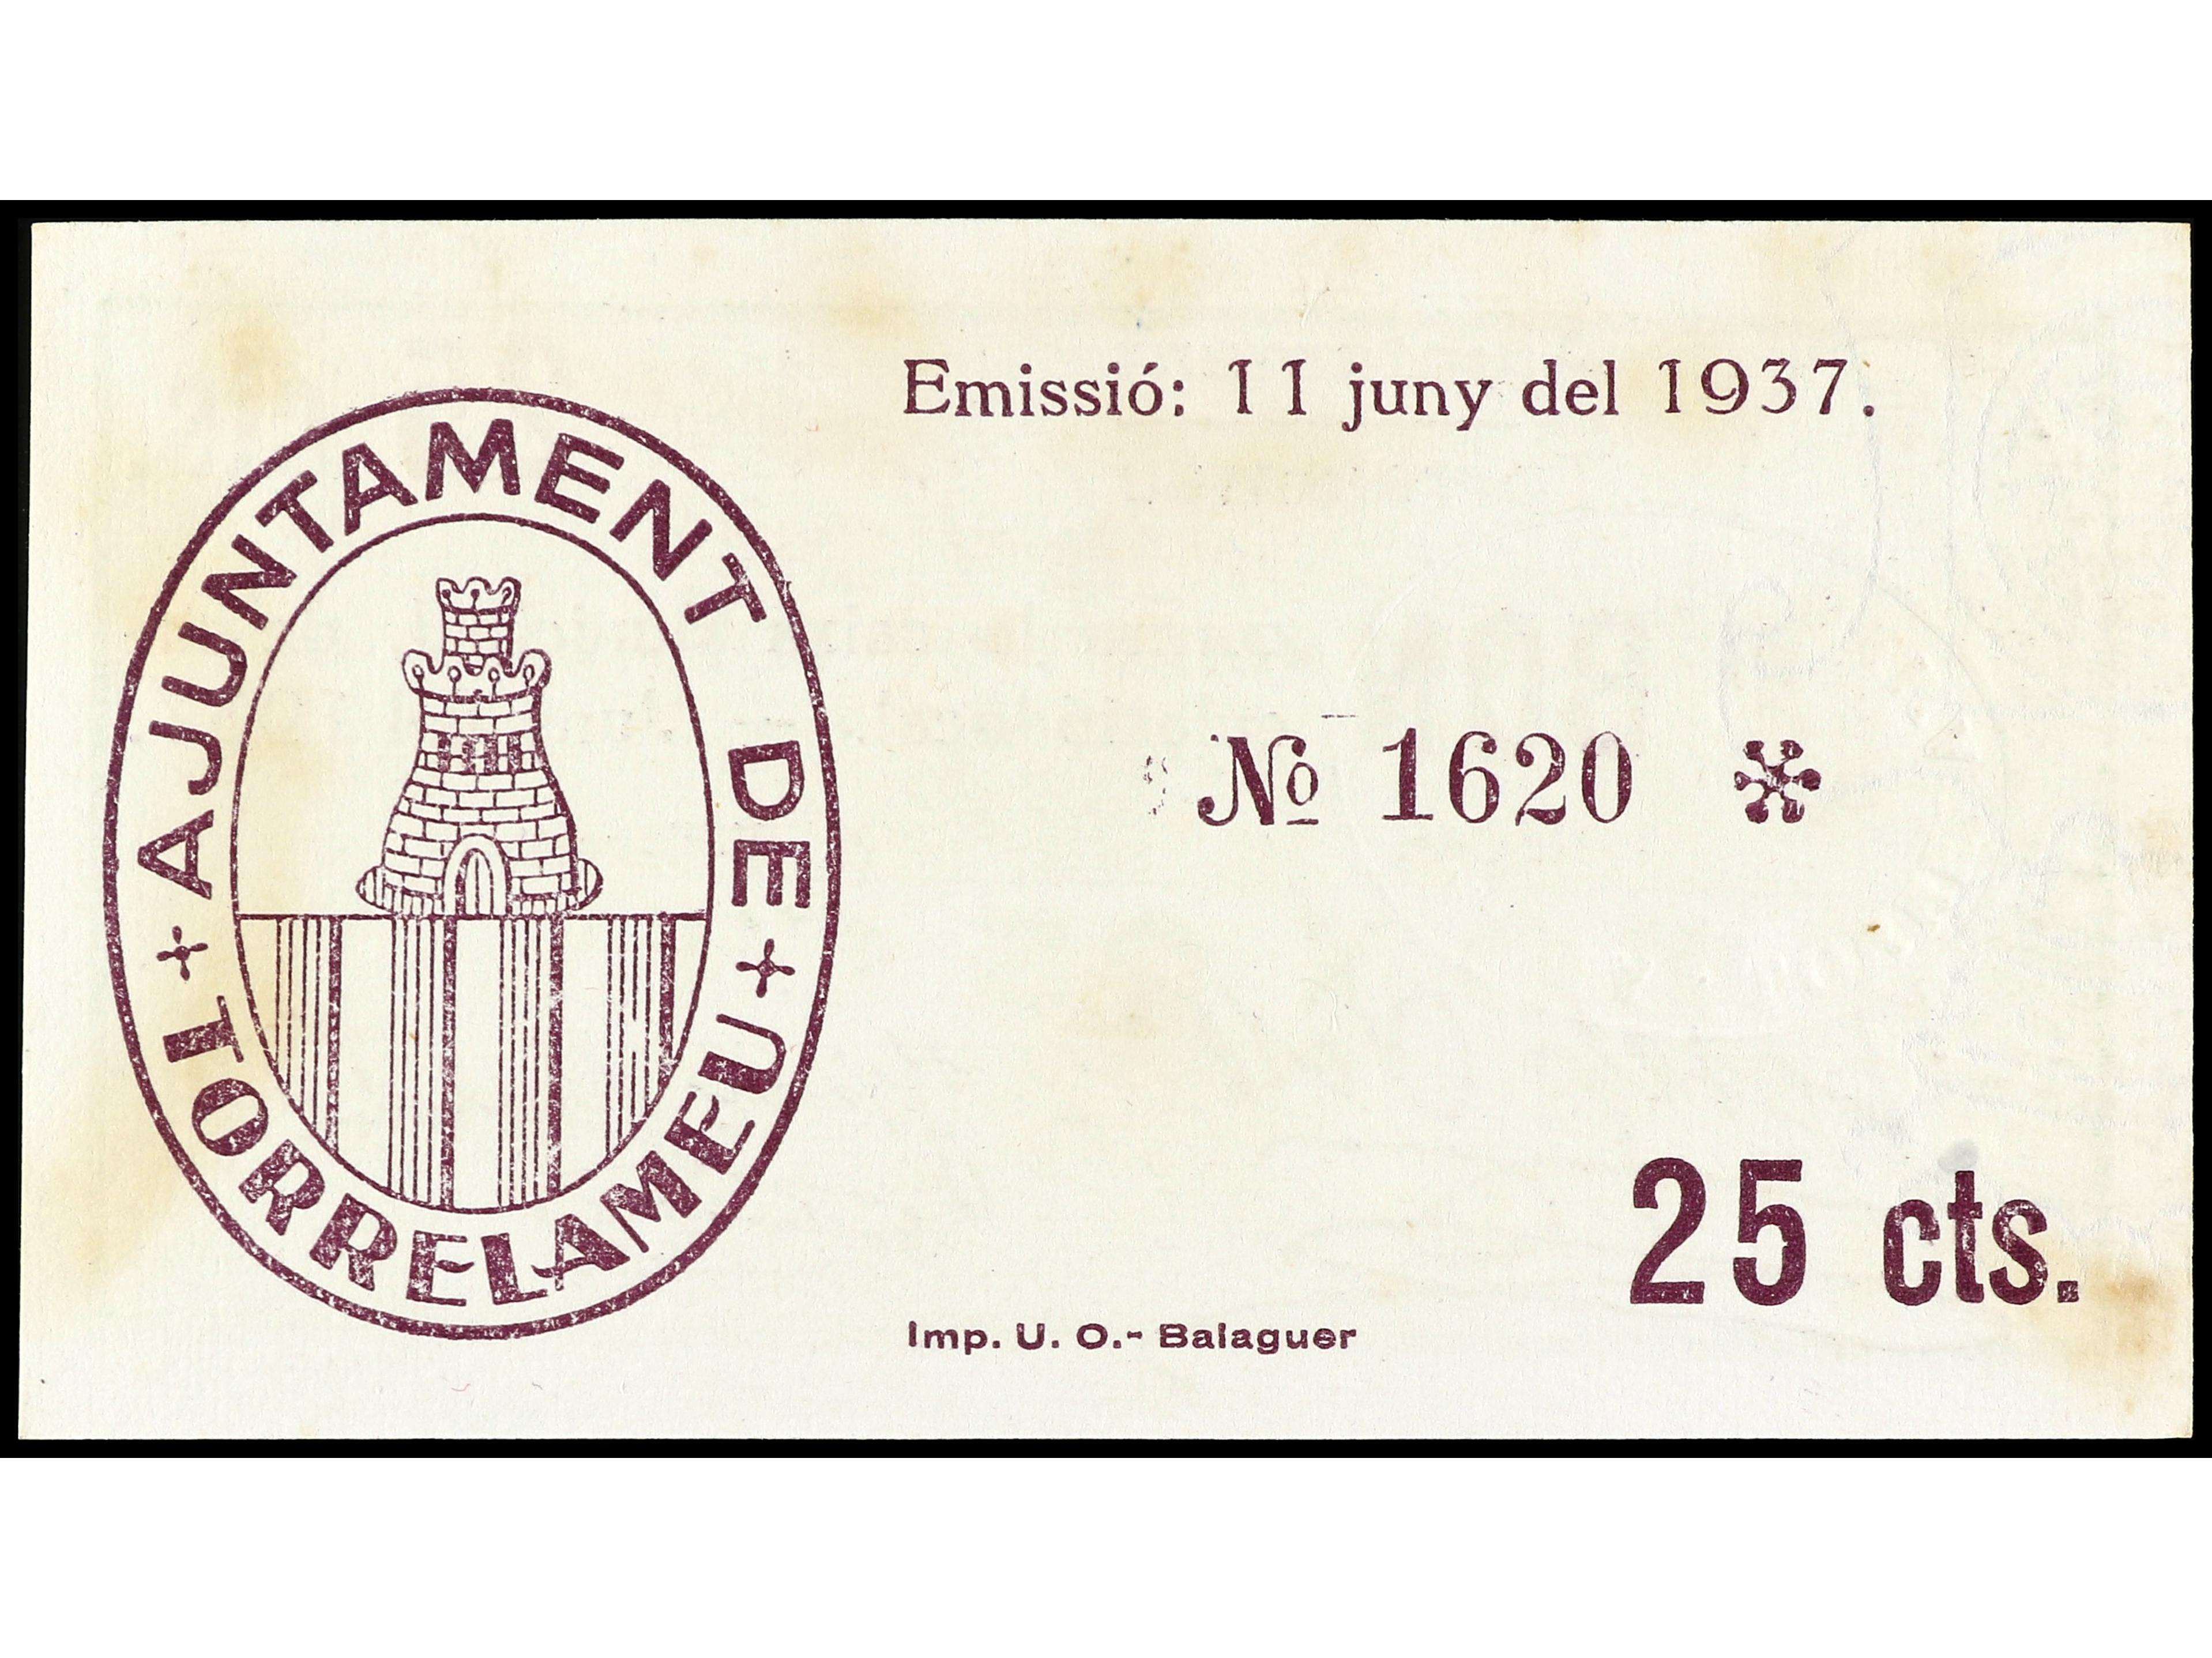 Emissió: 11 juny del 1937.
AJUNTAMENT DE
TORRELAMEU
Nº 1620
25 cts.
Imp. U. O.- Balaguer